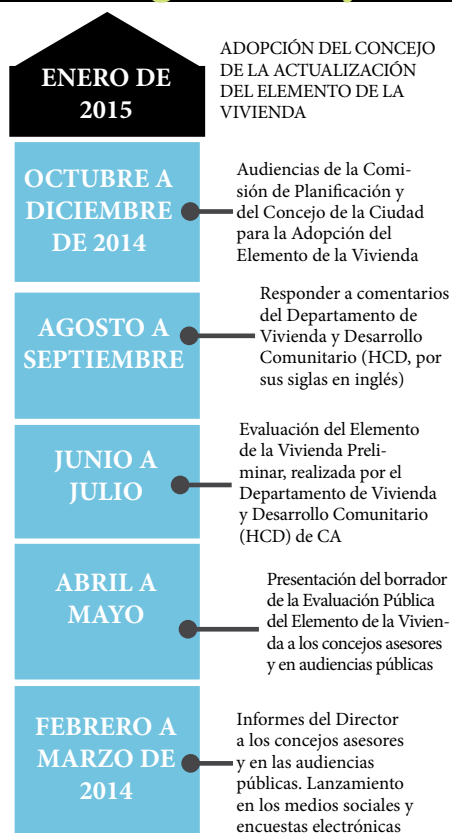 ENERO DE
2015
ADOPCIÓN DEL CONCEJO
DE LA ACTUALIZACIÓN
DEL ELEMENTO DE LA
VIVIENDA
OCTUBRE A
DICIEMBRE
DE 2014
Audiencias de la Comi-
sión de Planificación y
del Concejo de la Ciudad
para la Adopción del
Elemento de la Vivienda
AGOSTO A
SEPTIEMBRE
Responder a comentarios
del Departamento de
Vivienda y Desarrollo
Comunitario (HCD, por
sus siglas en inglés)
JUNIO A
JULIO
Evaluación del Elemento
de la Vivienda Preli-
minar, realizada por el
Departamento de Vivienda
y Desarrollo Comunitario
(HCD) de CA
ABRIL A
MAYO
Presentación del borrador
de la Evaluación Pública
del Elemento de la Vivien-
da a los concejos asesores
y en audiencias públicas
FEBRERO A
MARZO DE
2014
Informes del Director
a los concejos asesores
y en las audiencias
públicas. Lanzamiento
en los medios sociales y
encuestas electrónicas